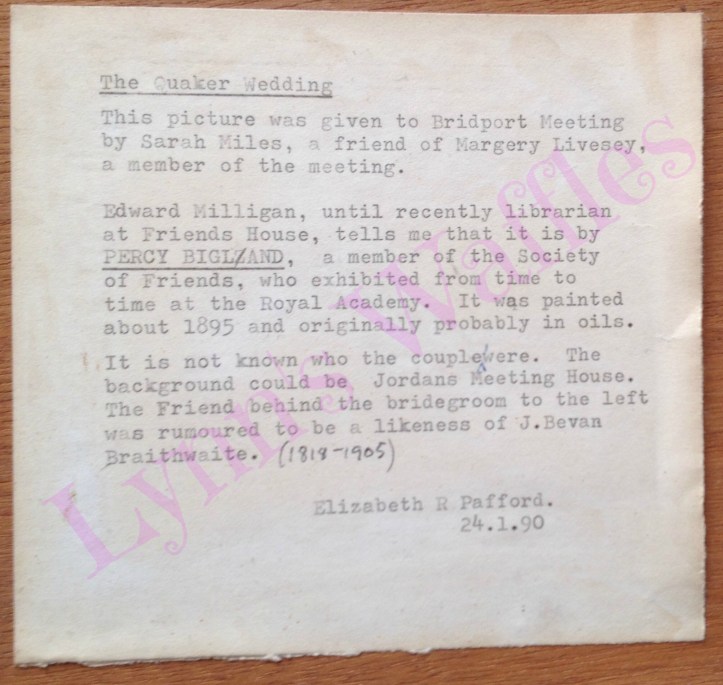 The Quaker Wedding
This picture was given to Bridport Meeting
by Sarah Miles, a friend of Margery Livesey,
a member of the meeting.
Edward Milligan, until recently librarian
at Friends House, tells me that it is by
PERCY BIGLAND, a member of the Society
of Friends, who exhibited from time to
time at the Royal Academy. It was painted
about 1895 and originally probably in oils.
It is not known who the couple were. The
background could be Jordans Meeting House.
The Friend behind the bridegroom to the left
was rumoured to be a likeness of J.Bevan
Braithwaite. (1818-1905)
Elizabeth R Pafford.
24.1.90
Lynn's Waffles